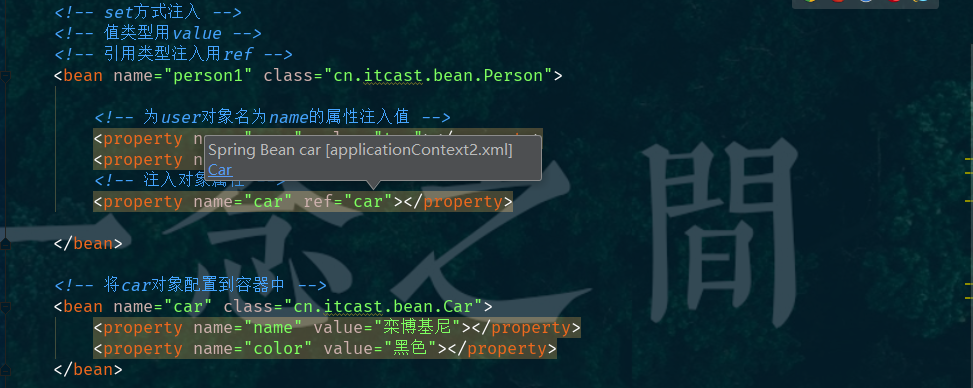 <!-- set方式注入 -->
<!-- 值类型用value -->
<!-- 引用类型注入用ref -->
<bean name="person1" class="cn.itcast.bean.Person">
<!-- 为user对象名为name的属性注入值 -->
<property n
Spring Bean car [applicationContext2.xml]
<property n
Car
<!-- 注入对象属性 -->
<property name="car" ref="car"></property>
</bean>
<!-- 将car对象配置到容器中 -->
<bean name="car" class="cn.itcast.bean.Car">
<property name="name" value="栾博基尼"></property>
<property name="color" value="黑色"></property>
</bean>
一念之間